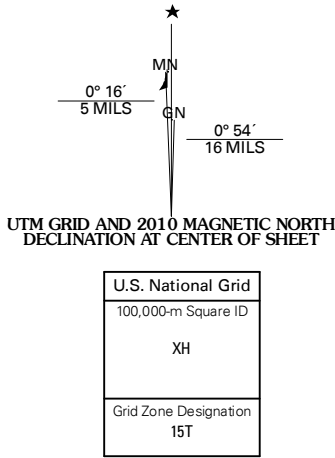 ★
MN
0° 16´
5 MILS
GN
0° 54´
16 MILS
UTM GRID AND 2010 MAGNETIC NORTH
DECLINATION AT CENTER OF SHEET
U.S. National Grid
100,000-m Square ID
XH
Grid Zone Designation
15T